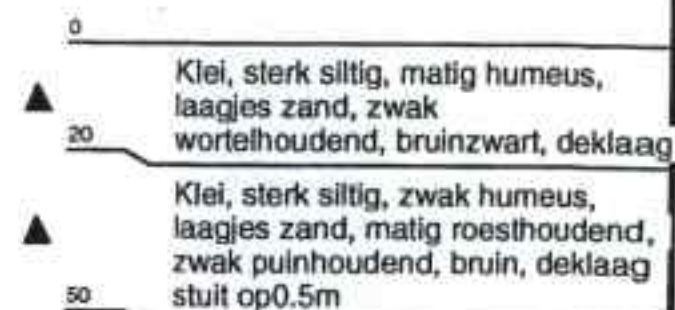 0
Klei, sterk siltig, matig humeus,
laagjes zand, zwak
20
wortelhoudend, bruinzwart, deklaag
Klei, sterk siltig, zwak humeus,
laagjes zand, matig roesthoudend,
zwak puinhoudend, bruin, deklaag
50
stuit op0.5m